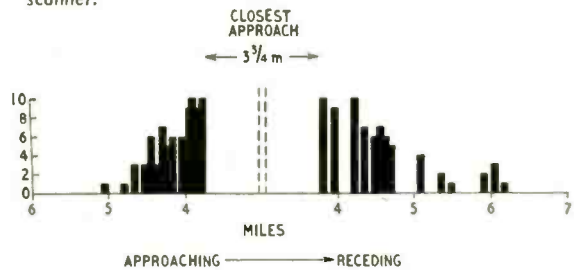 scanner.
CLOSEST
APPROACH
3¾ m
10
8
6
4
2
0
6 5 4 4 5 6 7
MILES
APPROACHING RECEDING